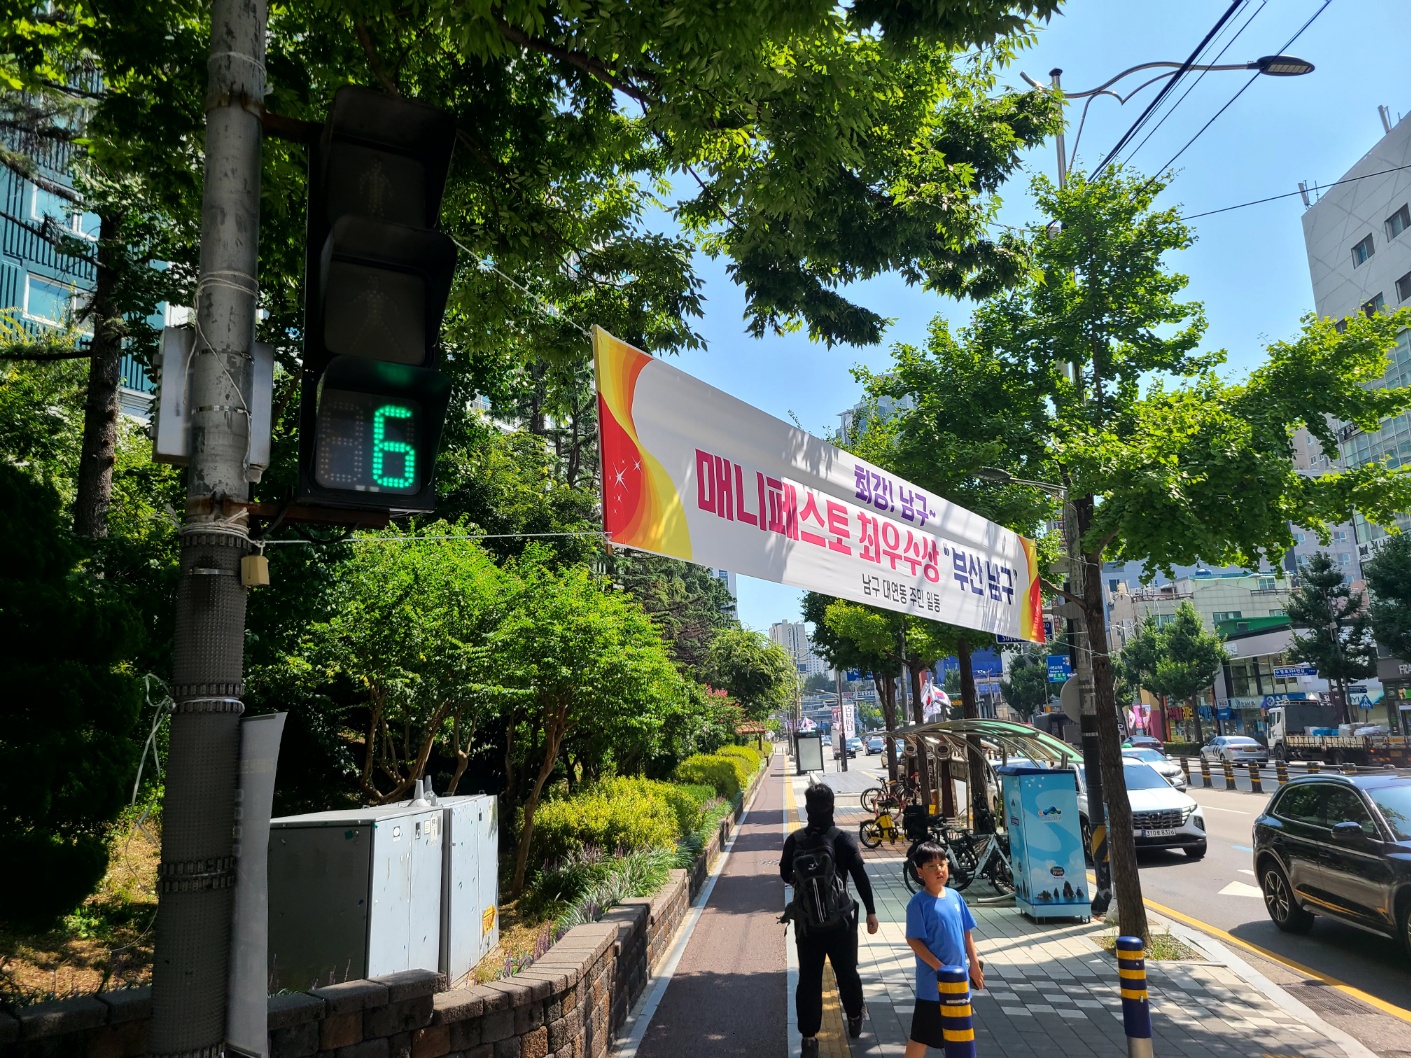 6
최강! 남구~
매니페스토 최우수상 "부산 남구"
남구 대연동 주민 일동